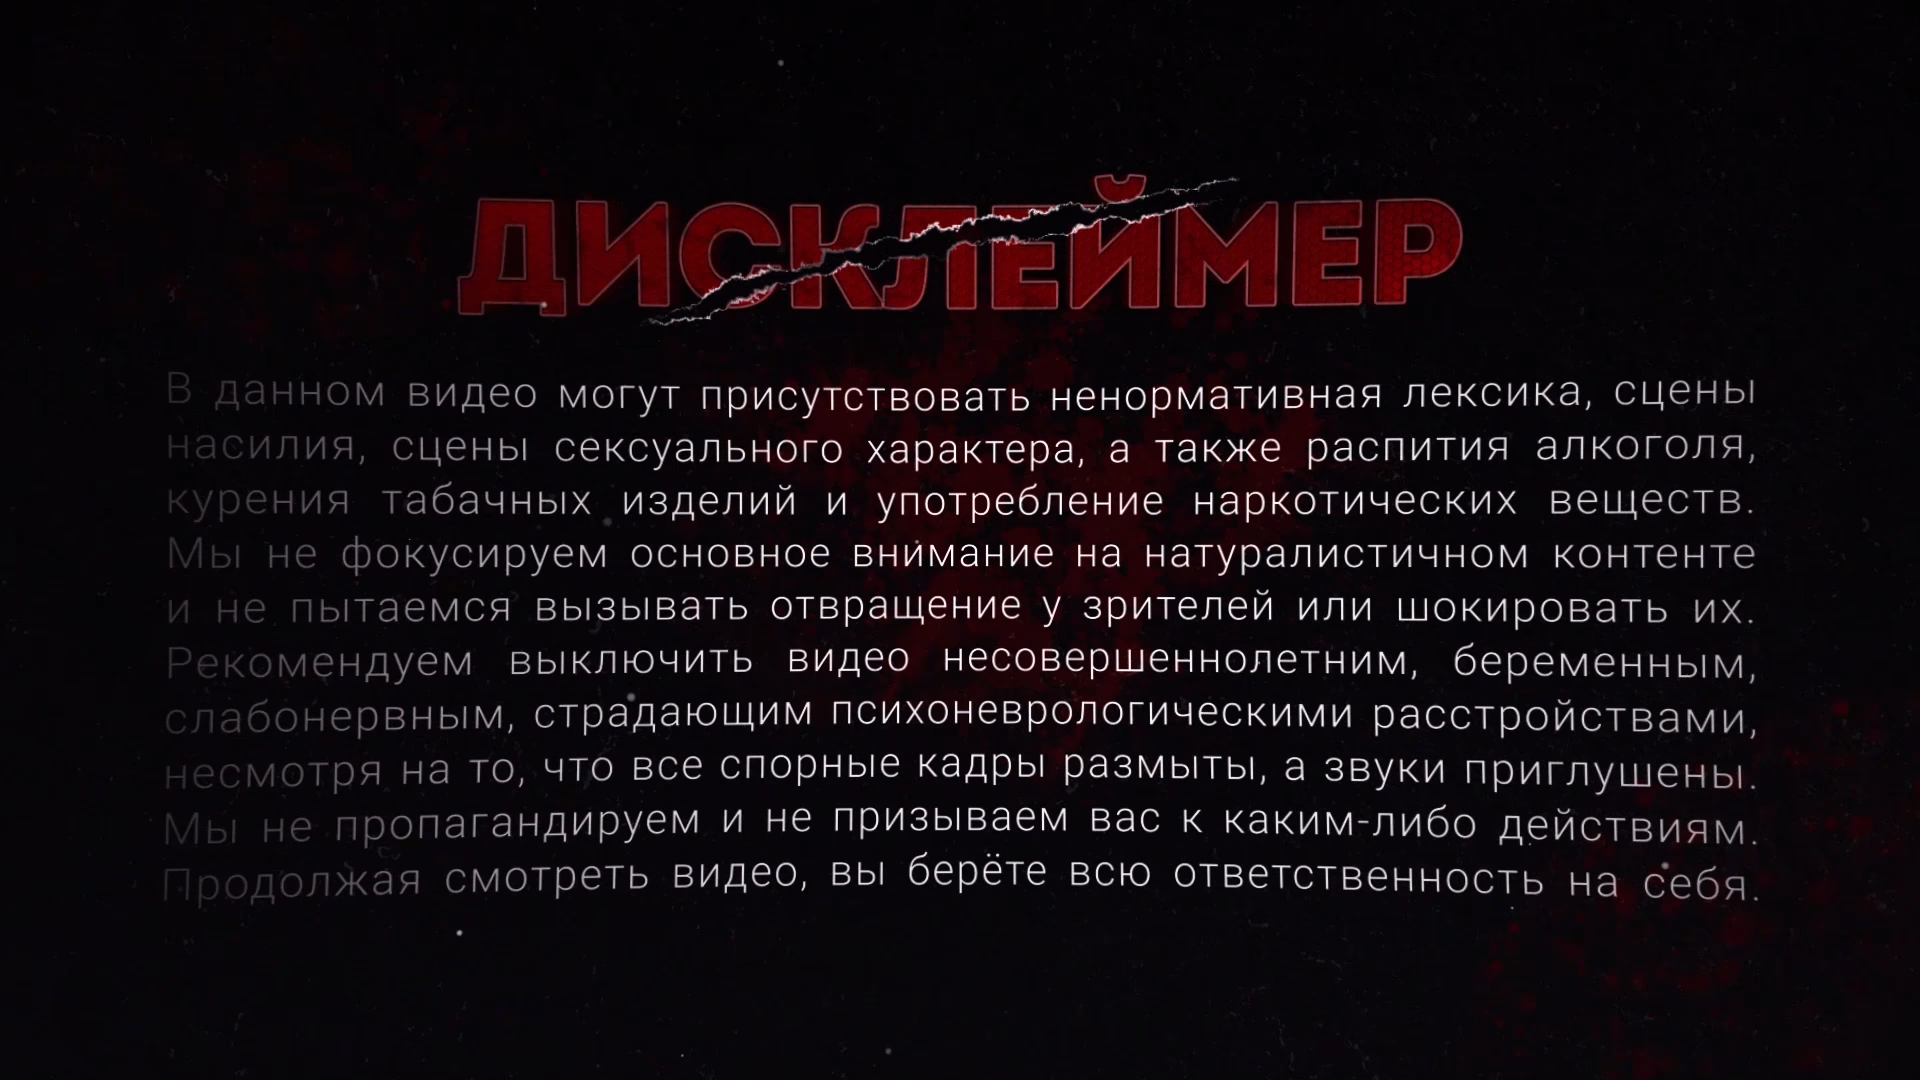 ДИСКЛЕЙМЕР
В данном видео могут присутствовать ненормативная лексика, сцены
насилия, сцены сексуального характера, а также распития алкоголя,
курения табачных изделий и употребление наркотических веществ.
Мы не фокусируем основное внимание на натуралистичном контенте
и не пытаемся вызывать отвращение у зрителей или шокировать их.
Рекомендуем выключить видео несовершеннолетним, беременным,
слабонервным, страдающим психоневрологическими расстройствами,
несмотря на то, что все спорные кадры размыты, а звуки приглушены.
Мы не пропагандируем и не призываем вас к каким-либо действиям.
Продолжая смотреть видео, вы берёте всю ответственность на себя.